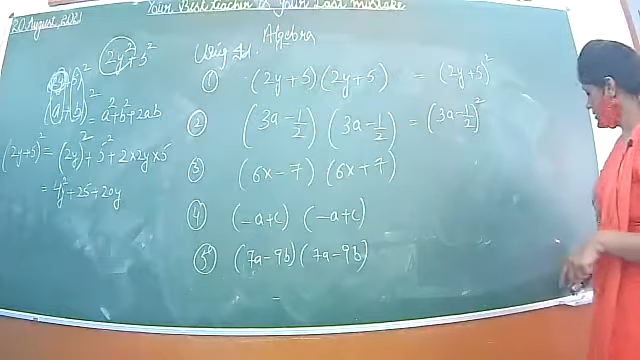 Your Best teacher is your Last mistake
20 August, 2021
Algebra
Using Id.
2y² + 5²
(2y+5)²
(a+b)² = a²+b²+2ab
(2y+5)² = (2y)²+5²+2×2y×5
= 4y²+25+20y
① (2y+5)(2y+5) = (2y+5)²
② (3a-1/2)(3a-1/2) = (3a-1/2)²
③ (6x-7)(6x+7)
④ (-a+c)(-a+c)
⑤ (7a-9b)(7a-9b)